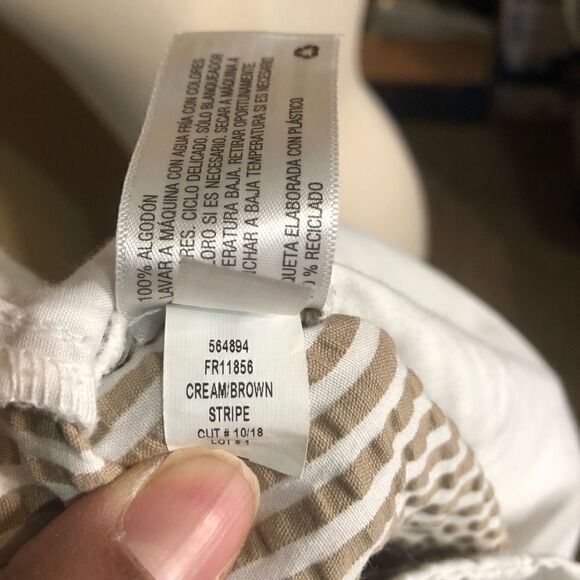 100% ALGODÓN
LAVAR A MÁQUINA CON AGUA FRÍA CON COLORES
RES. CICLO DELICADO. SÓLO BLANQUEADOR
LORO SI ES NECESARIO. SECAR A MÁQUINA A
ERATURA BAJA. RETIRAR OPORTUNAMENTE
CHAR A BAJA TEMPERATURA SI ES NECESARIO
QUETA ELABORADA CON PLÁSTICO
% RECICLADO
564894
FR11856
CREAM/BROWN
STRIPE
CUT # 10/18
LOT # 1